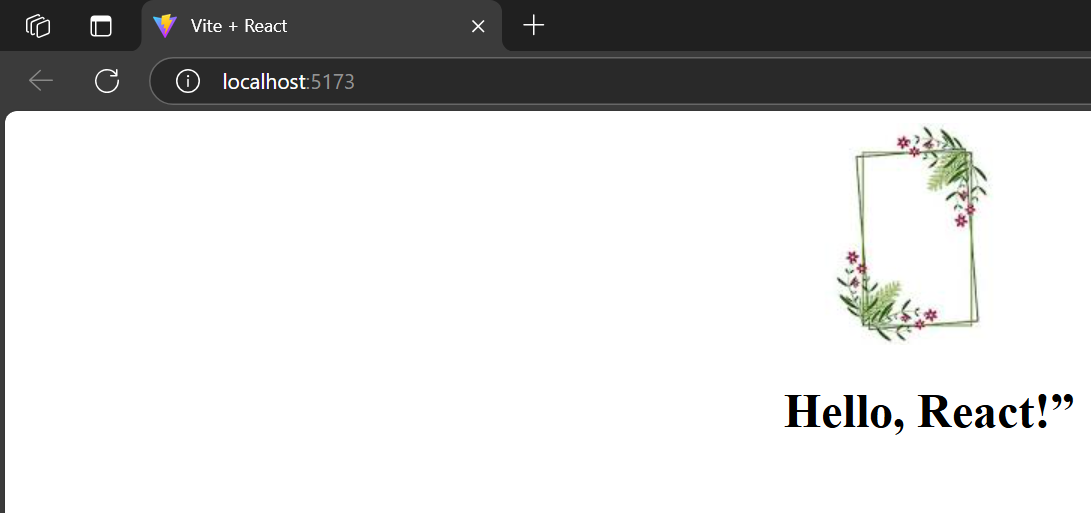 Vite + React
localhost:5173
Hello, React!”